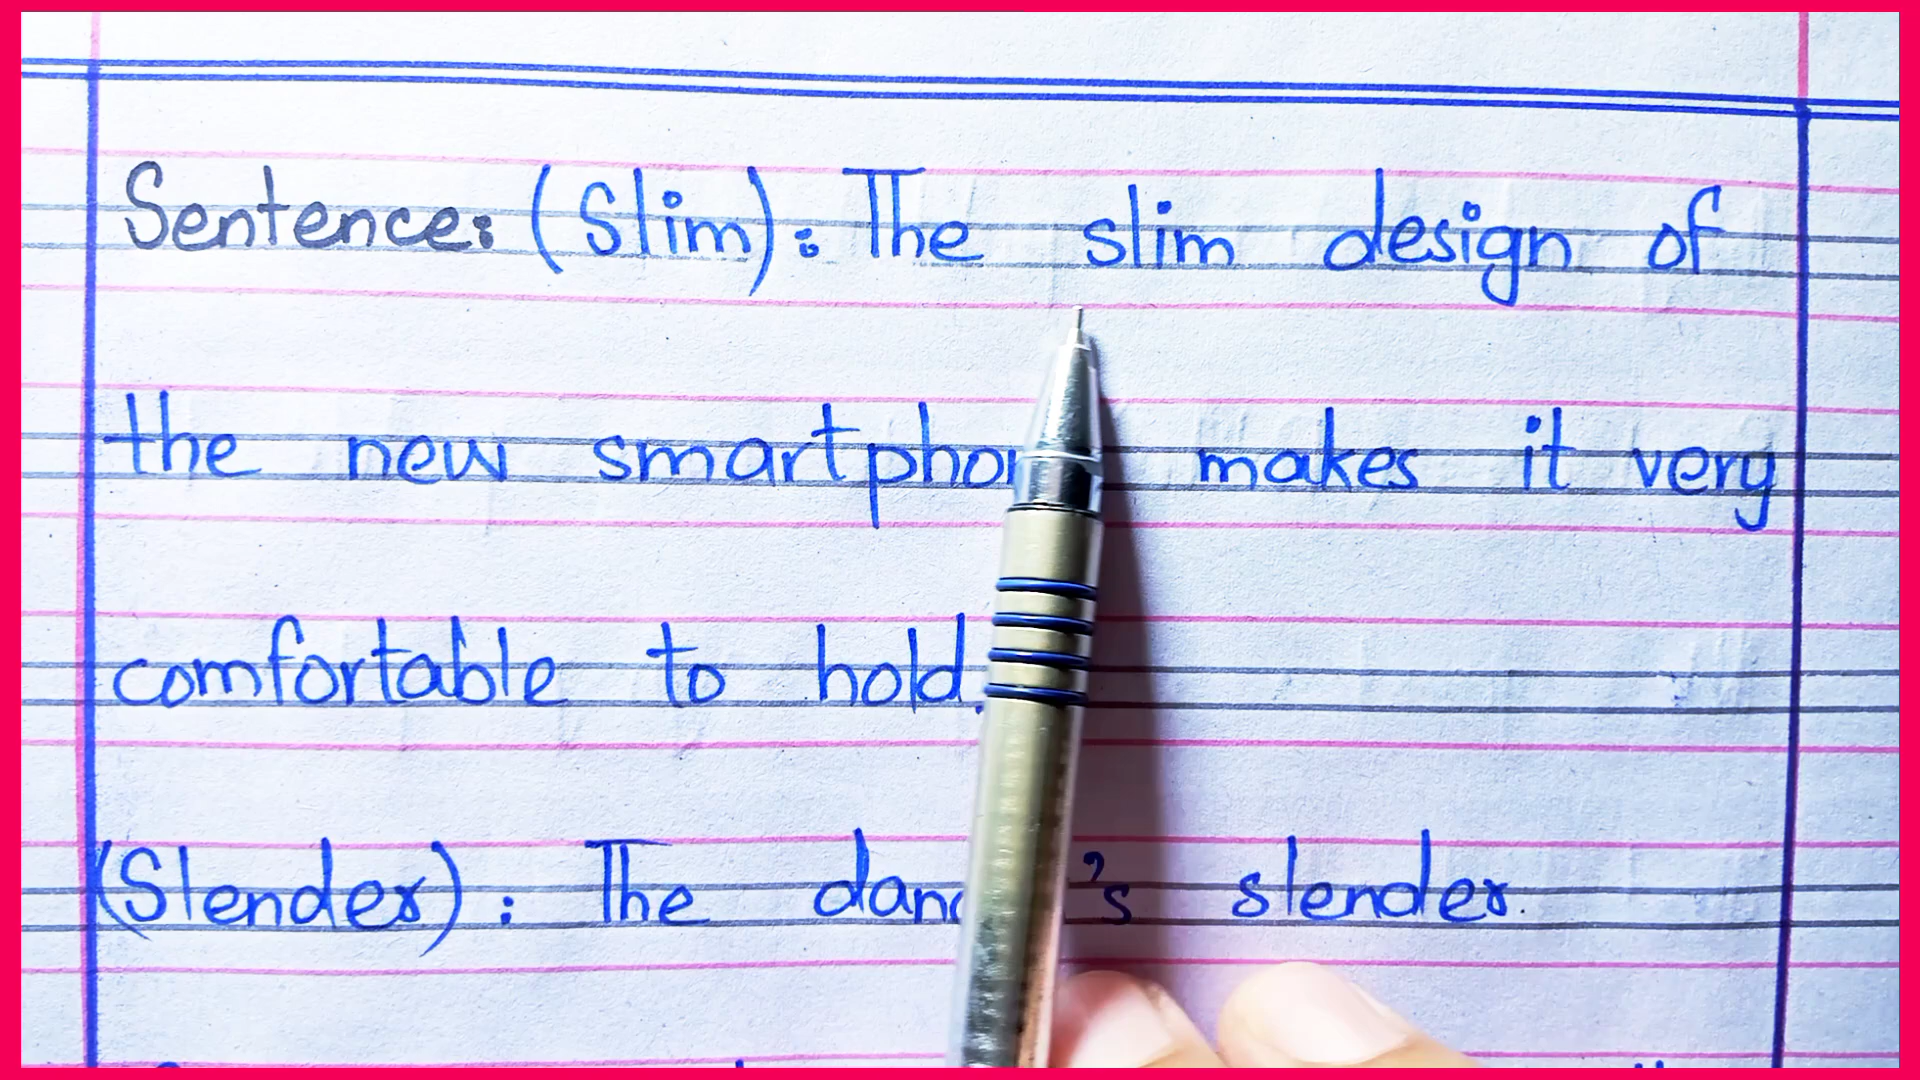 Sentence: (Slim): The slim design of
the new makes it very
comfortable to hold.
(Slender): The slender